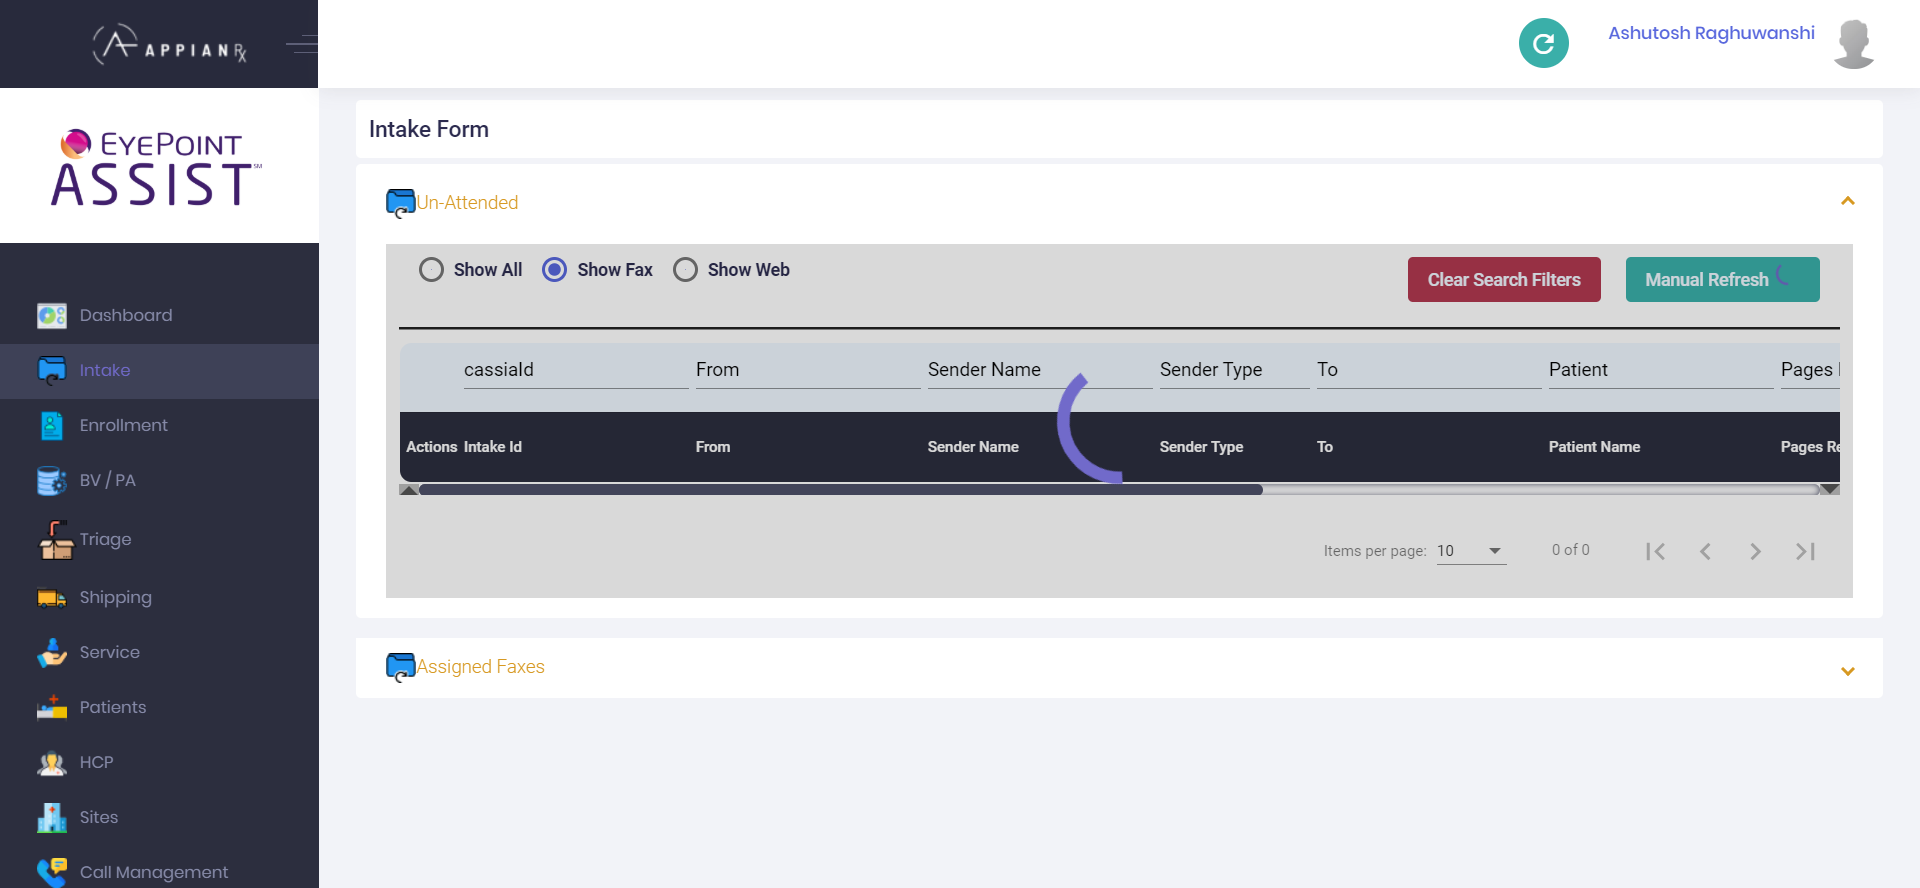 APPIANRx
Ashutosh Raghuwanshi
EYEPOINT
ASSIST SM
Dashboard
Intake
Enrollment
BV / PA
Triage
Shipping
Service
Patients
HCP
Sites
Call Management
Intake Form
Un-Attended
Show All Show Fax Show Web
Clear Search Filters Manual Refresh
cassiaId From Sender Name Sender Type To Patient Pages
Actions Intake Id From Sender Name Sender Type To Patient Name Pages Re
Items per page: 10 0 of 0
Assigned Faxes